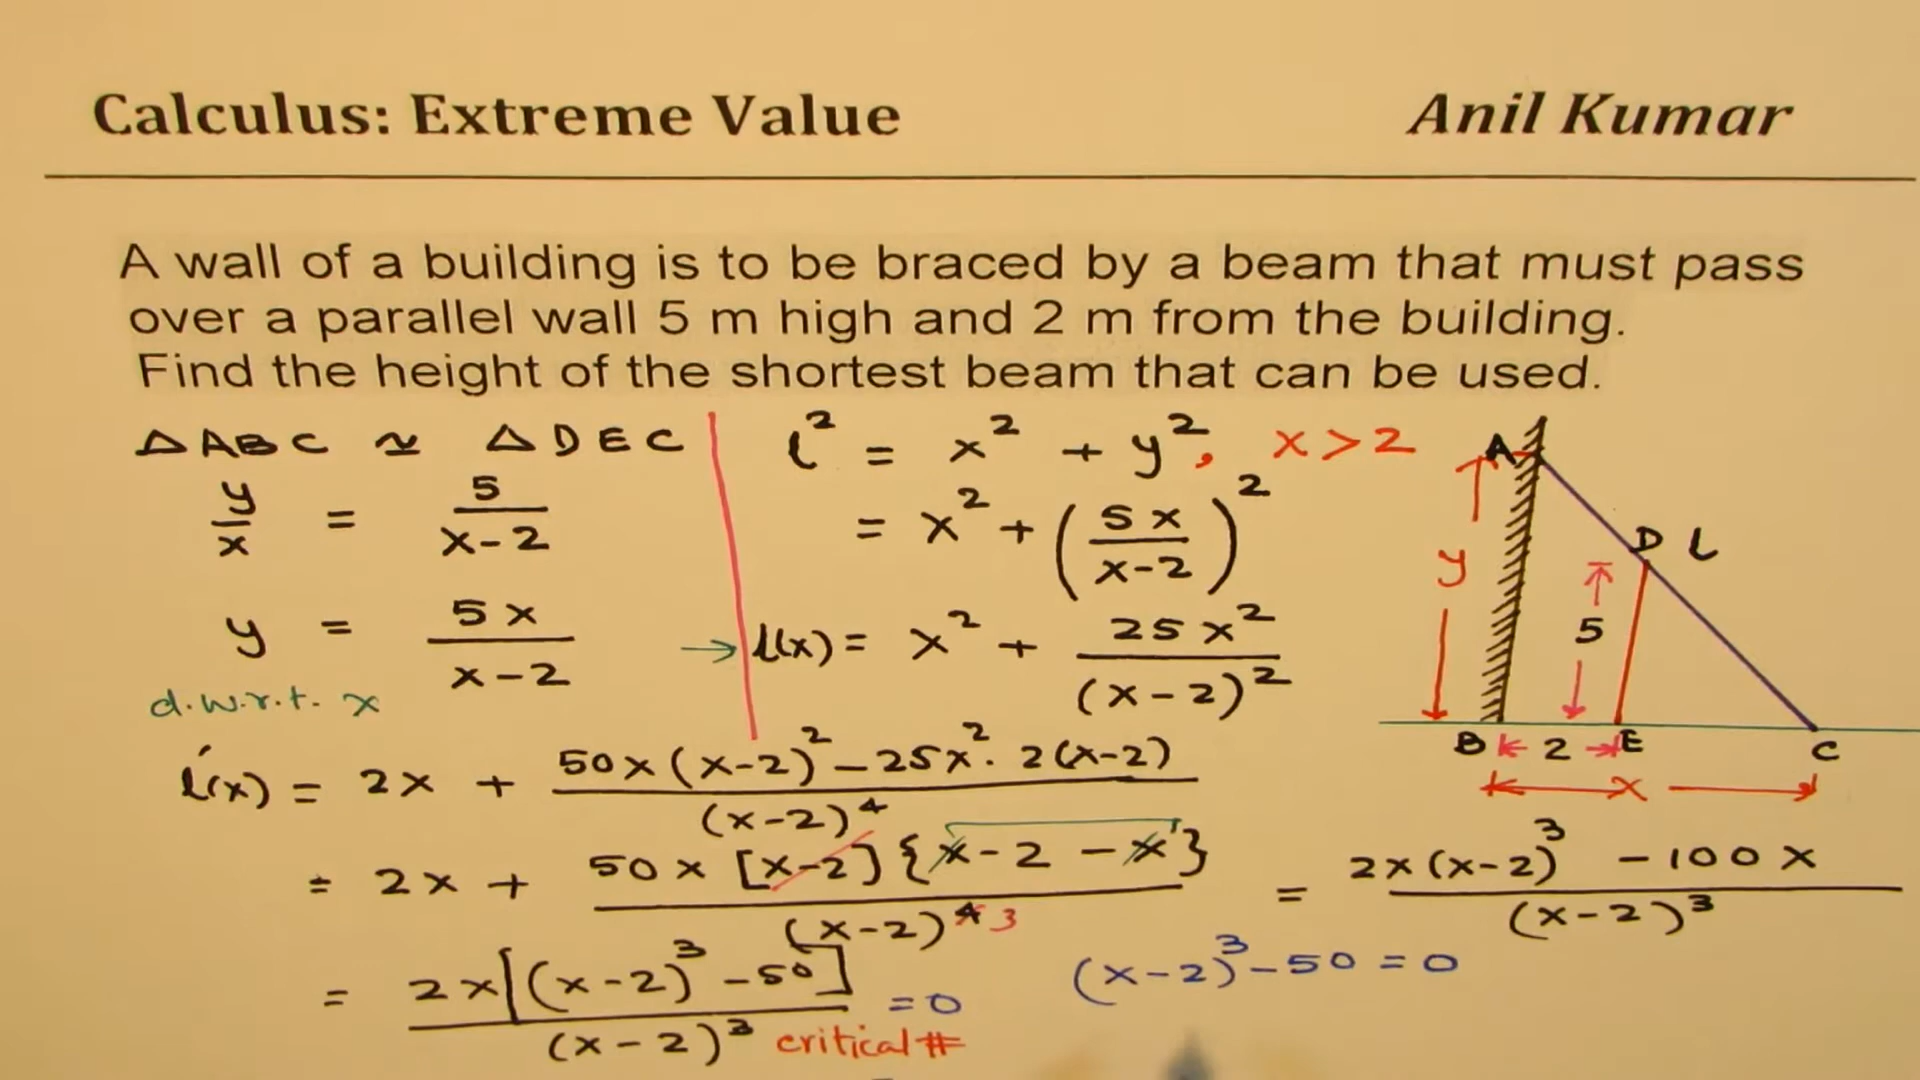 Calculus: Extreme Value
Anil Kumar
A wall of a building is to be braced by a beam that must pass
over a parallel wall 5 m high and 2 m from the building.
Find the height of the shortest beam that can be used.
△ABC ≃ △DEC
y/x = 5/(x-2)
y = 5x/(x-2)
d.w.r.t. x
l² = x² + y², x>2
= x² + (5x/(x-2))²
→ l(x) = x² + 25x²/(x-2)²
A
D L
y
5
B 2 E C
x
l'(x) = 2x + (50x(x-2)² - 25x². 2(x-2))/(x-2)⁴
= 2x + 50x [x-2] {x-2 - x}/(x-2)⁴ 3
= (2x(x-2)³ - 100x)/(x-2)³
= 2x[(x-2)³ - 50]/(x-2)³ = 0
critical #
(x-2)³ - 50 = 0